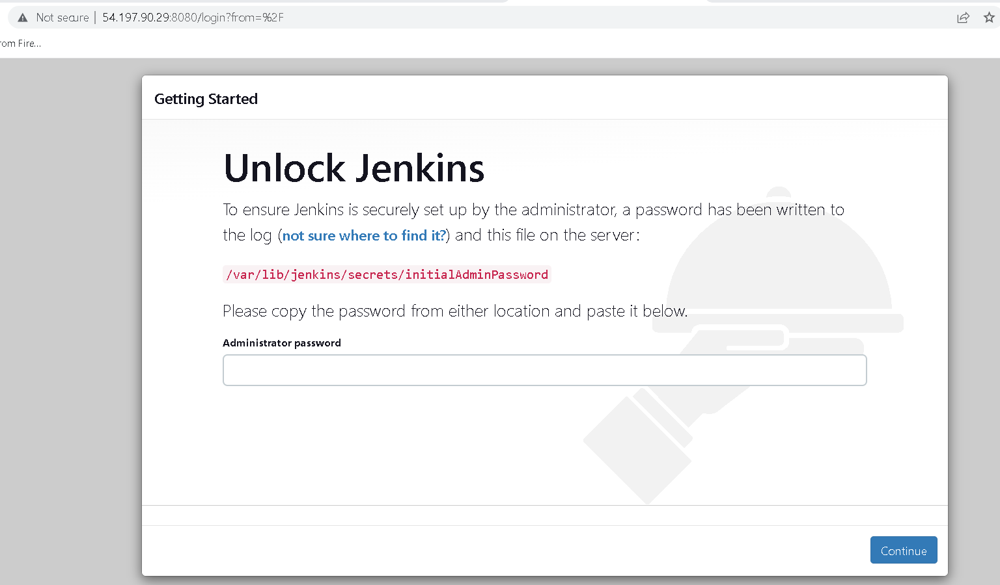 Not secure | 54.197.90.29:8080/login?from=%2F
rom Fire...
Getting Started
Unlock Jenkins
To ensure Jenkins is securely set up by the administrator, a password has been written to
the log (not sure where to find it?) and this file on the server:
/var/lib/jenkins/secrets/initialAdminPassword
Please copy the password from either location and paste it below.
Administrator password
Continue